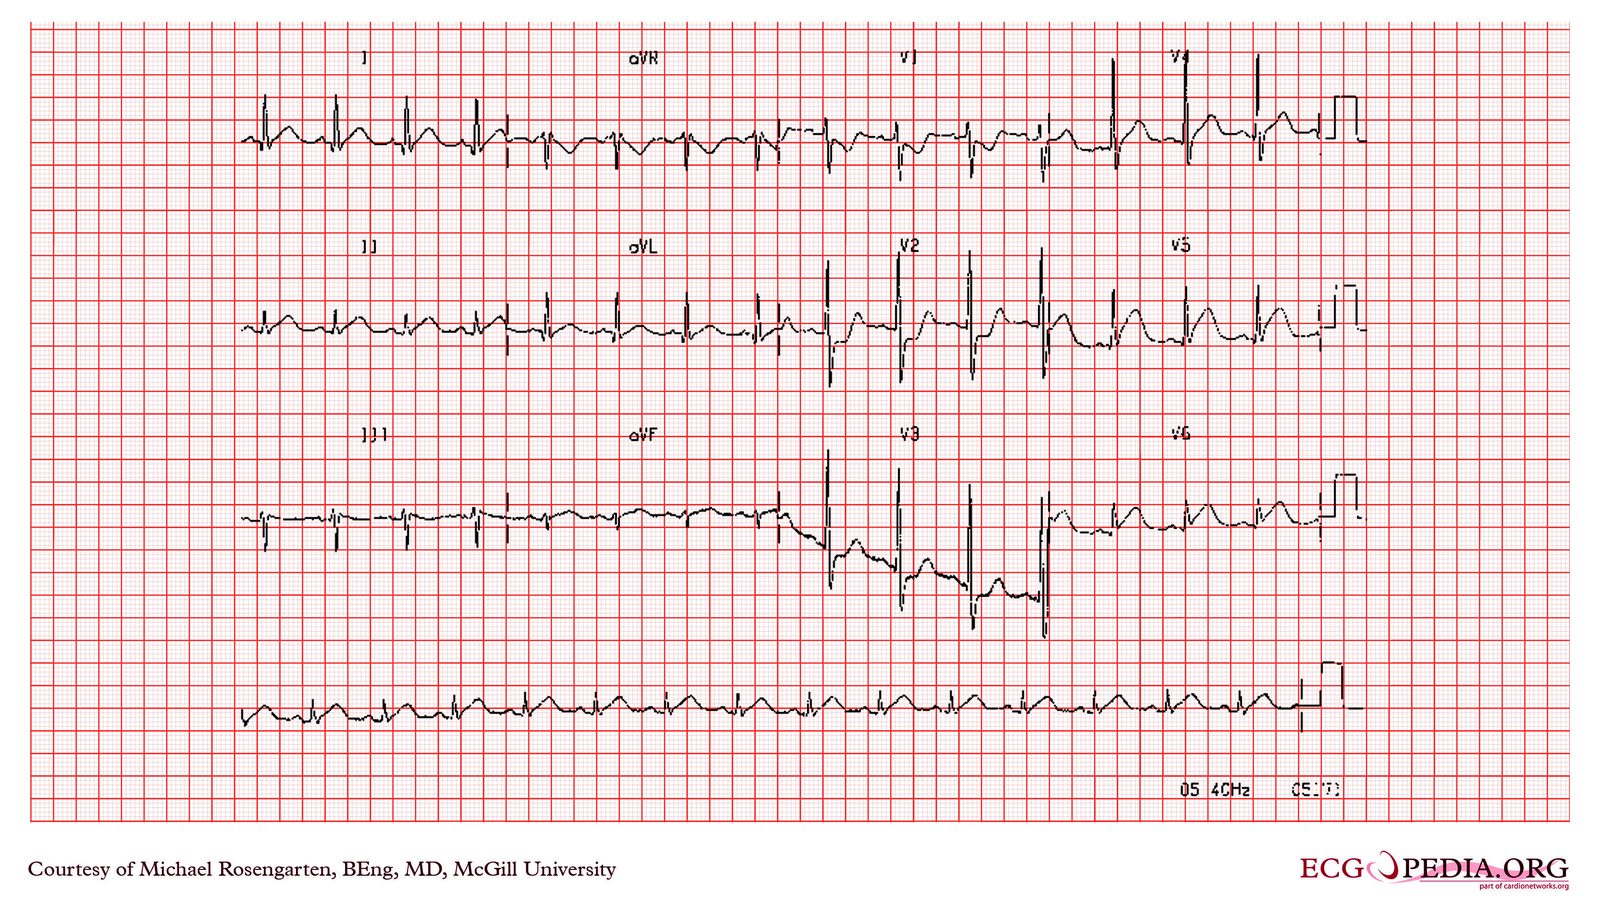 I aVR V1 V4
II aVL V2 V5
III aVF V3 V6
05 40Hz
Courtesy of Michael Rosengarten, BEng, MD, McGill University
ECGPEDIA.ORG
part of cardionetworks.org